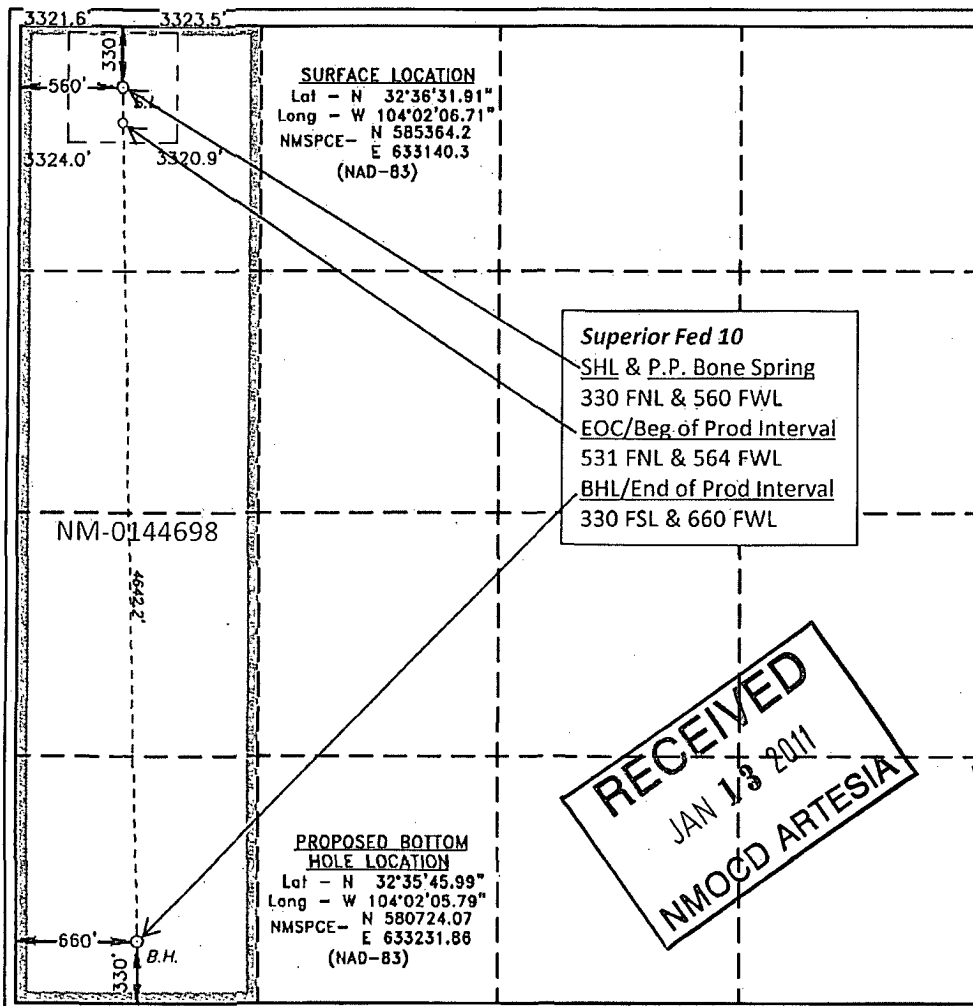 3321.6' 3323.5'
330'
560'
S.L.
3324.0' 3320.9'
SURFACE LOCATION
Lat - N 32°36'31.91"
Long - W 104°02'06.71"
NMSPCE- N 585364.2
E 633140.3
(NAD-83)
Superior Fed 10
SHL & P.P. Bone Spring
330 FNL & 560 FWL
EOC/Beg of Prod Interval
531 FNL & 564 FWL
BHL/End of Prod Interval
330 FSL & 660 FWL
NM-0144698
4642.2'
RECEIVED
JAN 13 2011
NMOCD ARTESIA
PROPOSED BOTTOM
HOLE LOCATION
Lat - N 32°35'45.99"
Long - W 104°02'05.79"
NMSPCE- N 580724.07
E 633231.86
(NAD-83)
660'
B.H.
330'